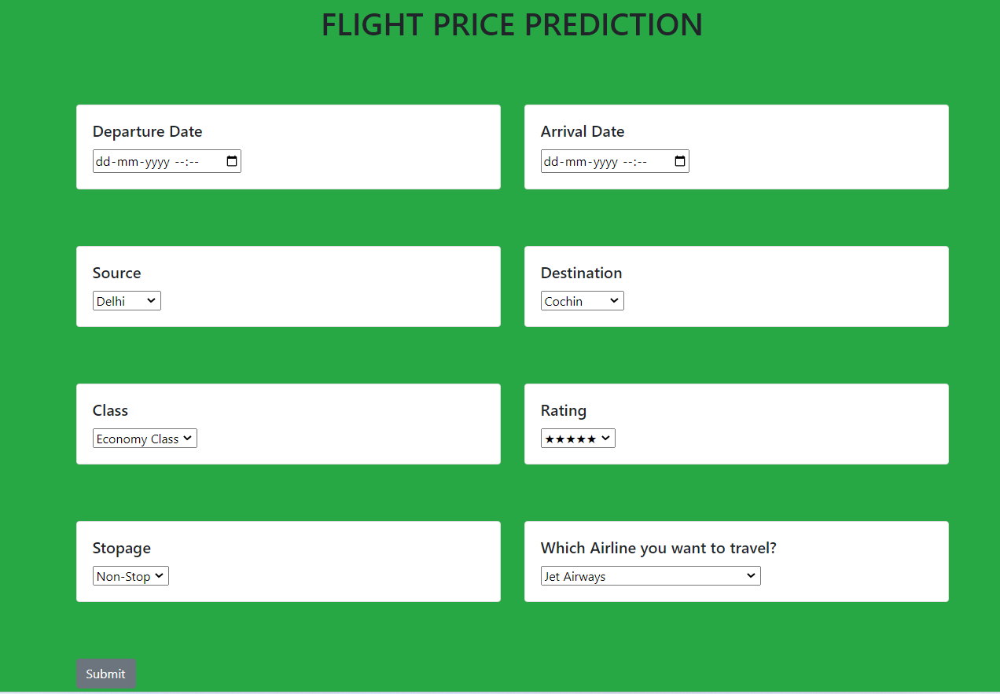 FLIGHT PRICE PREDICTION
Departure Date
dd-mm-yyyy --:--
Arrival Date
dd-mm-yyyy --:--
Source
Delhi
Destination
Cochin
Class
Economy Class
Rating
★★★★★
Stopage
Non-Stop
Which Airline you want to travel?
Jet Airways
Submit